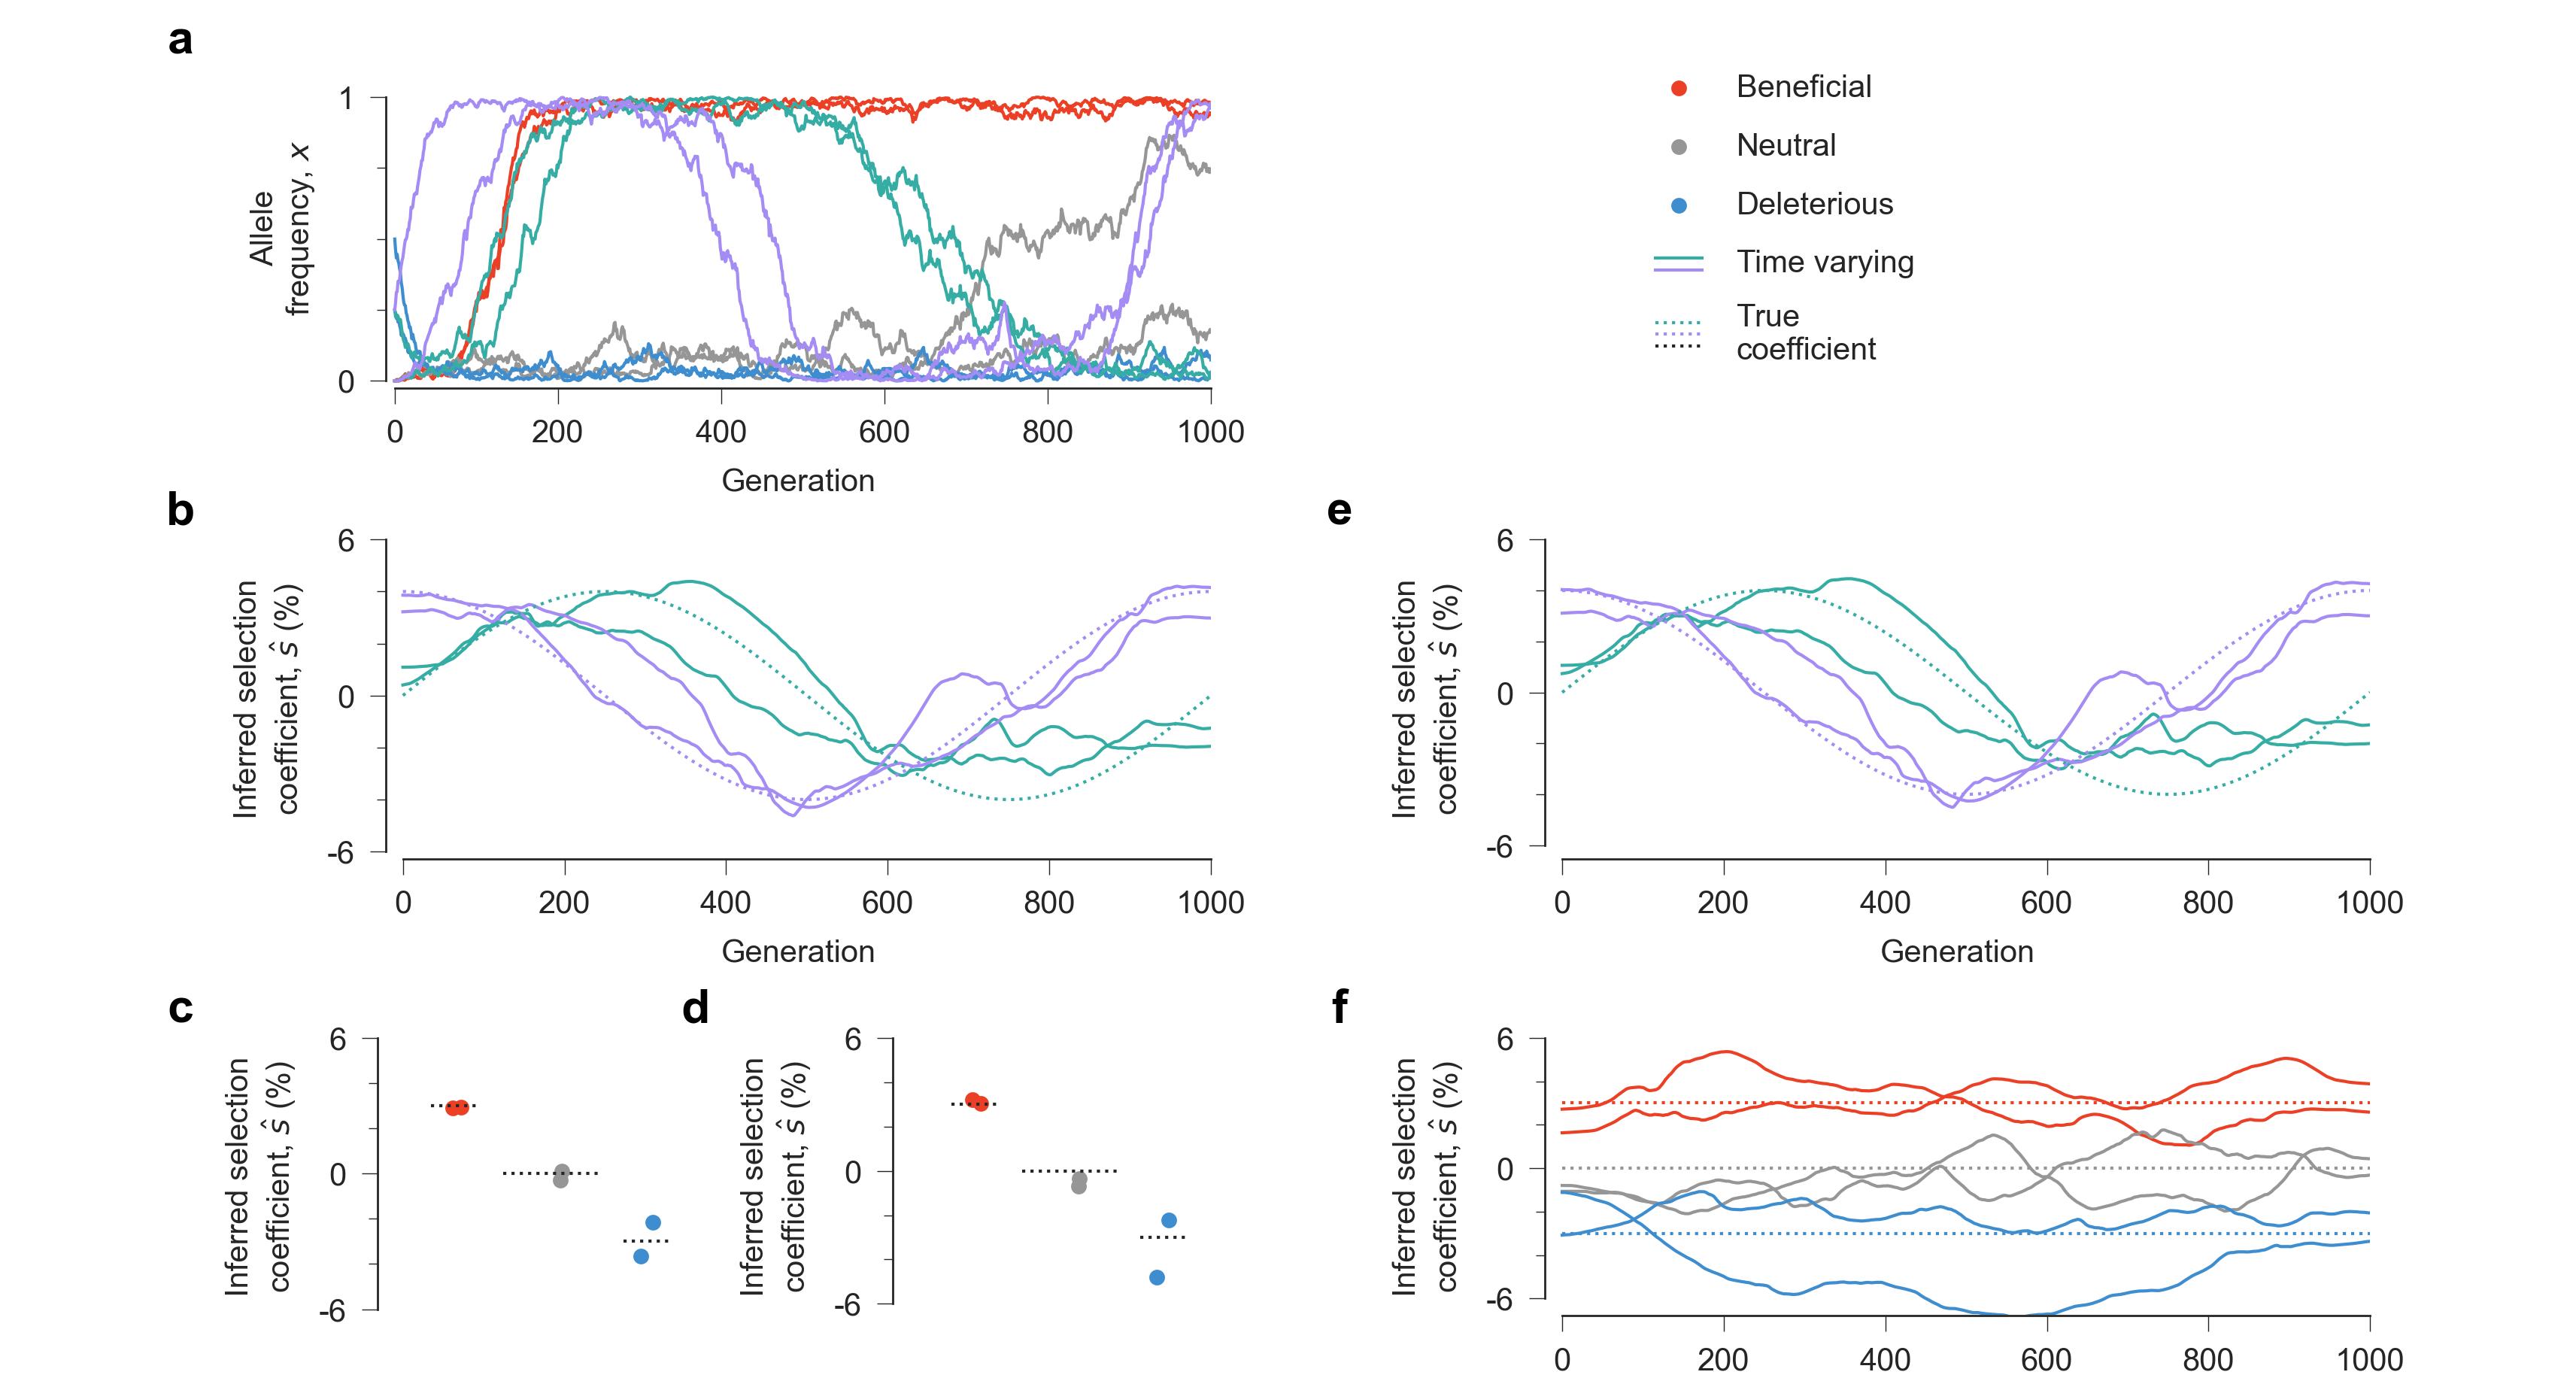 a
1
0
Allele
frequency, x
0 200 400 600 800 1000
Generation
Beneficial
Neutral
Deleterious
Time varying
True
coefficient
b
6
0
-6
Inferred selection
coefficient, ŝ (%)
0 200 400 600 800 1000
Generation
e
6
0
-6
Inferred selection
coefficient, ŝ (%)
0 200 400 600 800 1000
Generation
c
6
0
-6
Inferred selection
coefficient, ŝ (%)
d
6
0
-6
Inferred selection
coefficient, ŝ (%)
f
6
0
-6
Inferred selection
coefficient, ŝ (%)
0 200 400 600 800 1000